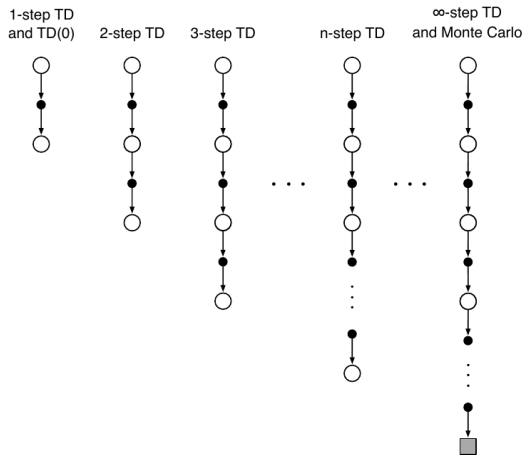 1-step TD
and TD(0)
2-step TD
3-step TD
n-step TD
∞-step TD
and Monte Carlo